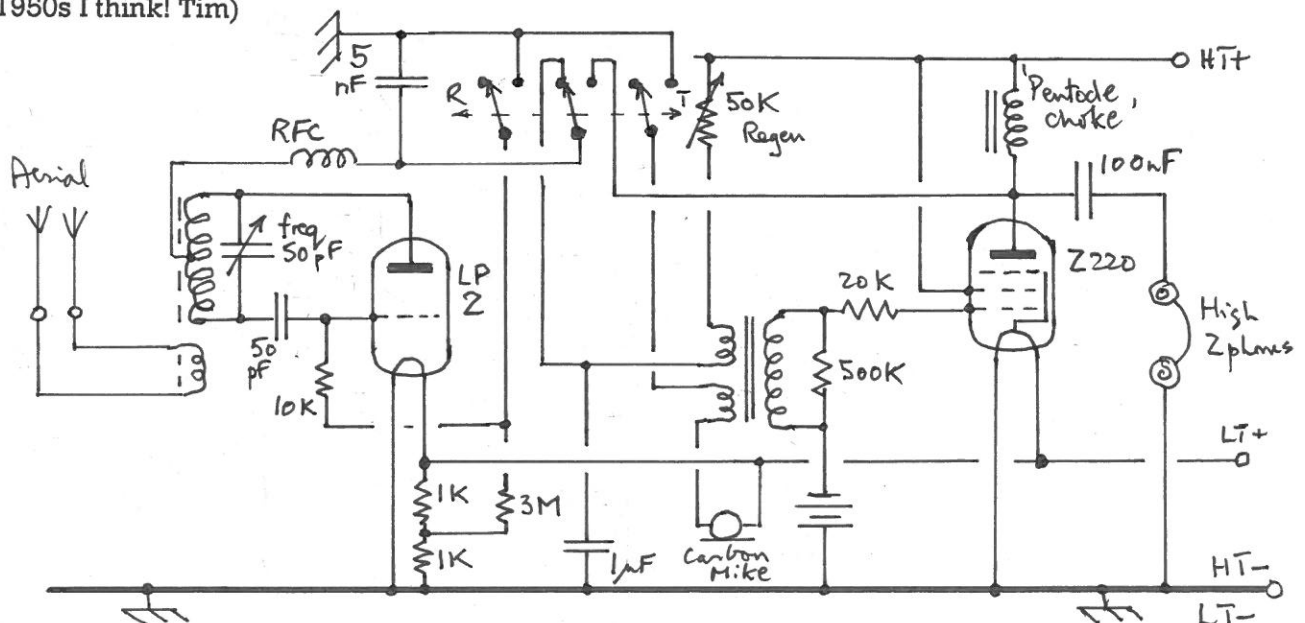 1950s I think! Tim)
5
nF
R
T
50K
Regen
HT+
'Pentode
choke'
RFC
100nF
Aerial
freq
50pF
LP
2
Z220
20K
High
Z phones
50
pF
10K
500K
LT+
1K
3M
1K
1µF
Carbon
Mike
HT-
LT-